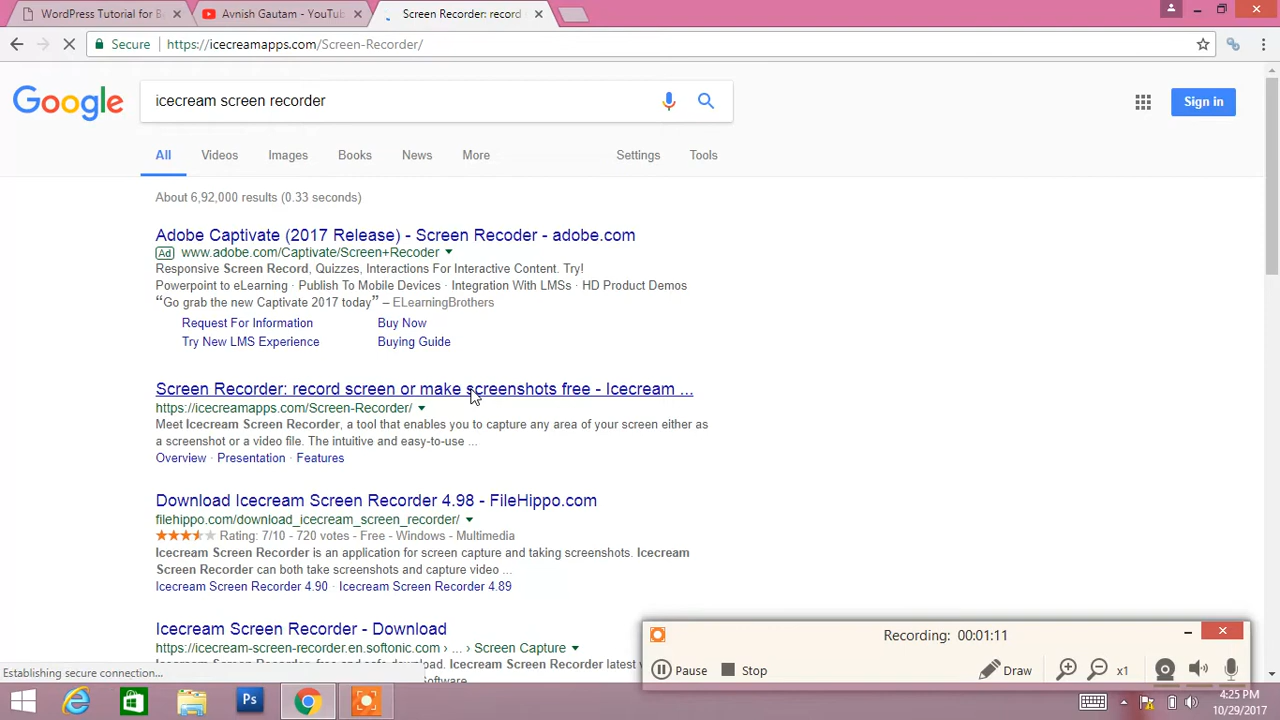 WordPress Tutorial for B
Avnish Gautam - YouTub
Screen Recorder: record
Secure
https://icecreamapps.com/Screen-Recorder/
Google
icecream screen recorder
Sign in
All
Videos
Images
Books
News
More
Settings
Tools
About 6,92,000 results (0.33 seconds)
Adobe Captivate (2017 Release) - Screen Recoder - adobe.com
Ad www.adobe.com/Captivate/Screen+Recoder
Responsive Screen Record, Quizzes, Interactions For Interactive Content. Try!
Powerpoint to eLearning · Publish To Mobile Devices · Integration With LMSs · HD Product Demos
“Go grab the new Captivate 2017 today” – ELearningBrothers
Request For Information
Buy Now
Try New LMS Experience
Buying Guide
Screen Recorder: record screen or make screenshots free - Icecream ...
https://icecreamapps.com/Screen-Recorder/
Meet Icecream Screen Recorder, a tool that enables you to capture any area of your screen either as
a screenshot or a video file. The intuitive and easy-to-use ...
Overview · Presentation · Features
Download Icecream Screen Recorder 4.98 - FileHippo.com
filehippo.com/download_icecream_screen_recorder/
Rating: 7/10 - 720 votes - Free - Windows - Multimedia
Icecream Screen Recorder is an application for screen capture and taking screenshots. Icecream
Screen Recorder can both take screenshots and capture video ...
Icecream Screen Recorder 4.90 · Icecream Screen Recorder 4.89
Icecream Screen Recorder - Download
https://icecream-screen-recorder.en.softonic.com › ... › Screen Capture
Icecream Screen Recorder latest v
Software
Establishing secure connection...
Recording: 00:01:11
Pause
Stop
Draw
x1
Ps
4:25 PM
10/29/2017